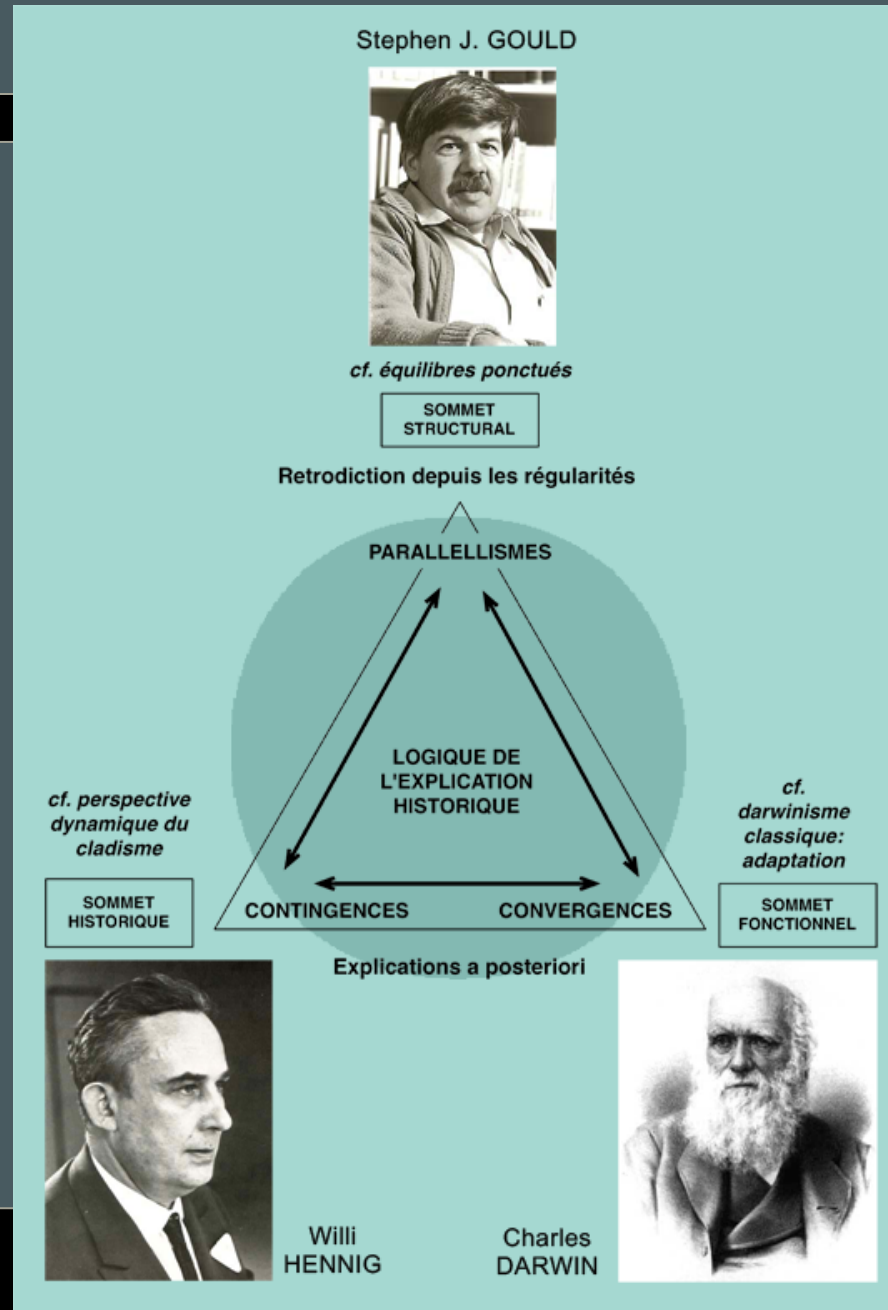 Stephen J. GOULD
cf. équilibres ponctués
SOMMET
STRUCTURAL
Retrodiction depuis les régularités
PARALLELLISMES
LOGIQUE DE
L'EXPLICATION
HISTORIQUE
cf. perspective
dynamique du
cladisme
SOMMET
HISTORIQUE
cf.
darwinisme
classique:
adaptation
SOMMET
FONCTIONNEL
CONTINGENCES
CONVERGENCES
Explications a posteriori
Willi
HENNIG
Charles
DARWIN